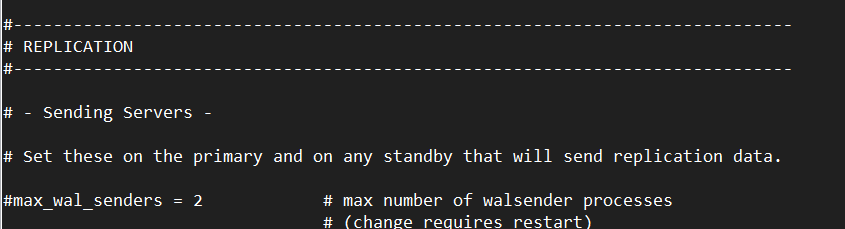 #------------------------------------------------------------------------------
# REPLICATION
#------------------------------------------------------------------------------
# - Sending Servers -
# Set these on the primary and on any standby that will send replication data.
#max_wal_senders = 2 # max number of walsender processes
# (change requires restart)